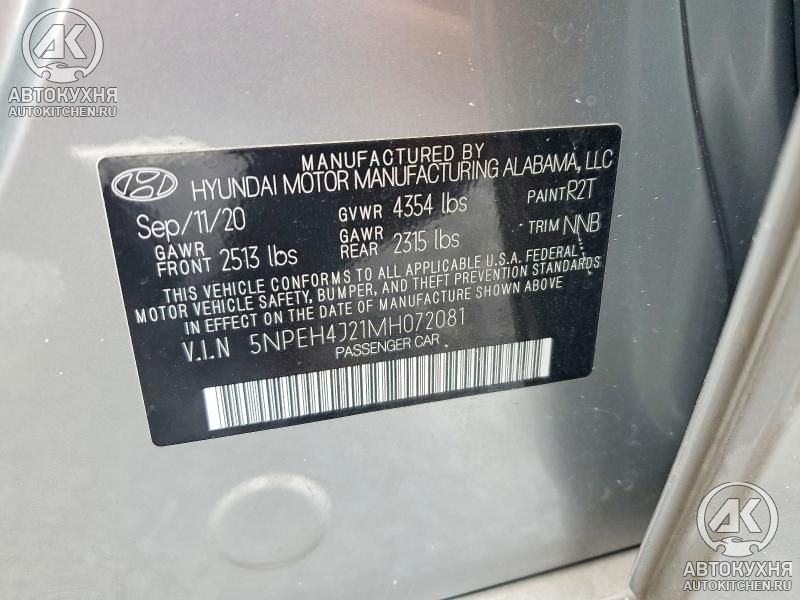 AK
АВТОКУХНЯ
AUTOKITCHEN.RU
MANUFACTURED BY
HYUNDAI MOTOR MANUFACTURING ALABAMA, LLC
Sep/11/20 GVWR 4354 lbs PAINT R2T
GAWR FRONT 2513 lbs GAWR REAR 2315 lbs TRIM NNB
THIS VEHICLE CONFORMS TO ALL APPLICABLE U.S.A. FEDERAL
MOTOR VEHICLE SAFETY, BUMPER, AND THEFT PREVENTION STANDARDS
IN EFFECT ON THE DATE OF MANUFACTURE SHOWN ABOVE
V.I.N 5NPEH4J21MH072081
PASSENGER CAR
AK
АВТОКУХНЯ
AUTOKITCHEN.RU